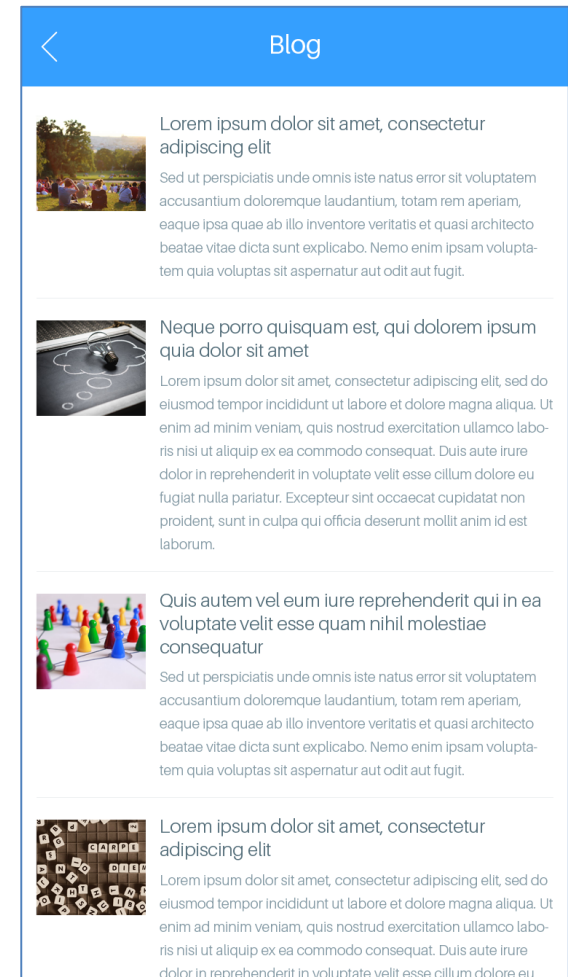 Blog
Lorem ipsum dolor sit amet, consectetur
adipiscing elit
Sed ut perspiciatis unde omnis iste natus error sit voluptatem
accusantium doloremque laudantium, totam rem aperiam,
eaque ipsa quae ab illo inventore veritatis et quasi architecto
beatae vitae dicta sunt explicabo. Nemo enim ipsam volupta-
tem quia voluptas sit aspernatur aut odit aut fugit.
Neque porro quisquam est, qui dolorem ipsum
quia dolor sit amet
Lorem ipsum dolor sit amet, consectetur adipiscing elit, sed do
eiusmod tempor incididunt ut labore et dolore magna aliqua. Ut
enim ad minim veniam, quis nostrud exercitation ullamco labo-
ris nisi ut aliquip ex ea commodo consequat. Duis aute irure
dolor in reprehenderit in voluptate velit esse cillum dolore eu
fugiat nulla pariatur. Excepteur sint occaecat cupidatat non
proident, sunt in culpa qui officia deserunt mollit anim id est
laborum.
Quis autem vel eum iure reprehenderit qui in ea
voluptate velit esse quam nihil molestiae
consequatur
Sed ut perspiciatis unde omnis iste natus error sit voluptatem
accusantium doloremque laudantium, totam rem aperiam,
eaque ipsa quae ab illo inventore veritatis et quasi architecto
beatae vitae dicta sunt explicabo. Nemo enim ipsam volupta-
tem quia voluptas sit aspernatur aut odit aut fugit.
Lorem ipsum dolor sit amet, consectetur
adipiscing elit
CARPE
DIEM
Lorem ipsum dolor sit amet, consectetur adipiscing elit, sed do
eiusmod tempor incididunt ut labore et dolore magna aliqua. Ut
enim ad minim veniam, quis nostrud exercitation ullamco labo-
ris nisi ut aliquip ex ea commodo consequat. Duis aute irure
dolor in reprehenderit in voluptate velit esse cillum dolore eu